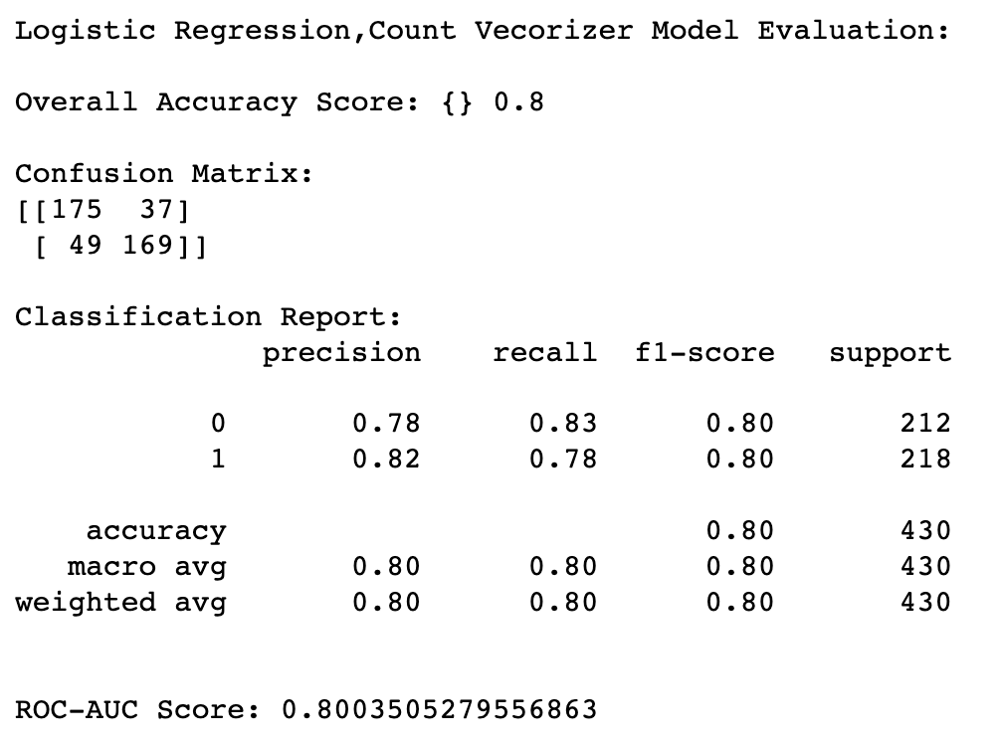 Logistic Regression,Count Vecorizer Model Evaluation:
Overall Accuracy Score: {} 0.8
Confusion Matrix:
[[175  37]
 [ 49 169]]
Classification Report:
              precision    recall  f1-score   support
           0       0.78      0.83      0.80       212
           1       0.82      0.78      0.80       218
    accuracy                           0.80       430
   macro avg       0.80      0.80      0.80       430
weighted avg       0.80      0.80      0.80       430
ROC-AUC Score: 0.8003505279556863